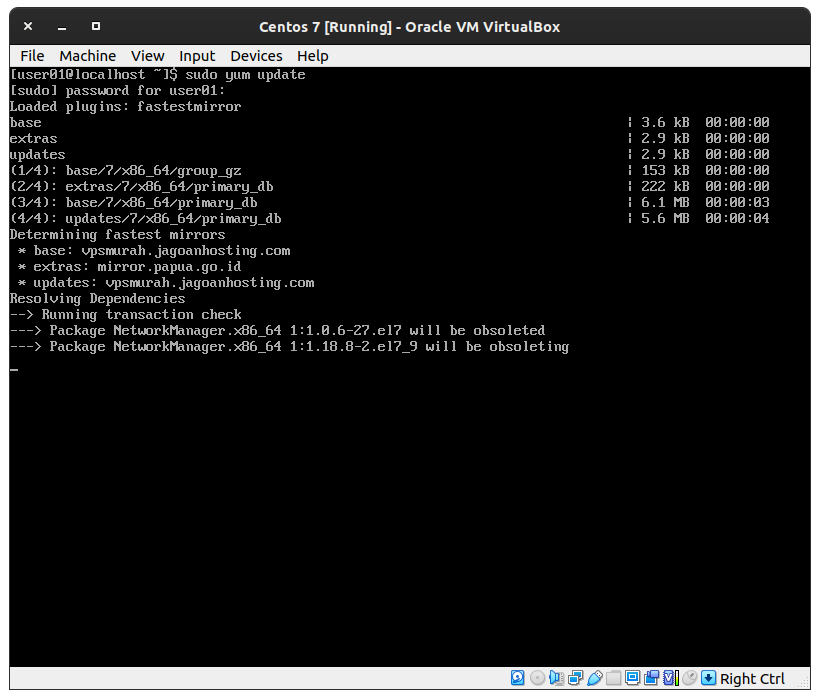 Centos 7 [Running] - Oracle VM VirtualBox
File Machine View Input Devices Help
[user01@localhost ~]$ sudo yum update
[sudo] password for user01:
Loaded plugins: fastestmirror
base | 3.6 kB 00:00:00
extras | 2.9 kB 00:00:00
updates | 2.9 kB 00:00:00
(1/4): base/7/x86_64/group_gz | 153 kB 00:00:00
(2/4): extras/7/x86_64/primary_db | 222 kB 00:00:00
(3/4): base/7/x86_64/primary_db | 6.1 MB 00:00:03
(4/4): updates/7/x86_64/primary_db | 5.6 MB 00:00:04
Determining fastest mirrors
* base: vpsmurah.jagoanhosting.com
* extras: mirror.papua.go.id
* updates: vpsmurah.jagoanhosting.com
Resolving Dependencies
--> Running transaction check
---> Package NetworkManager.x86_64 1:1.0.6-27.el7 will be obsoleted
---> Package NetworkManager.x86_64 1:1.18.8-2.el7_9 will be obsoleting
_
Right Ctrl